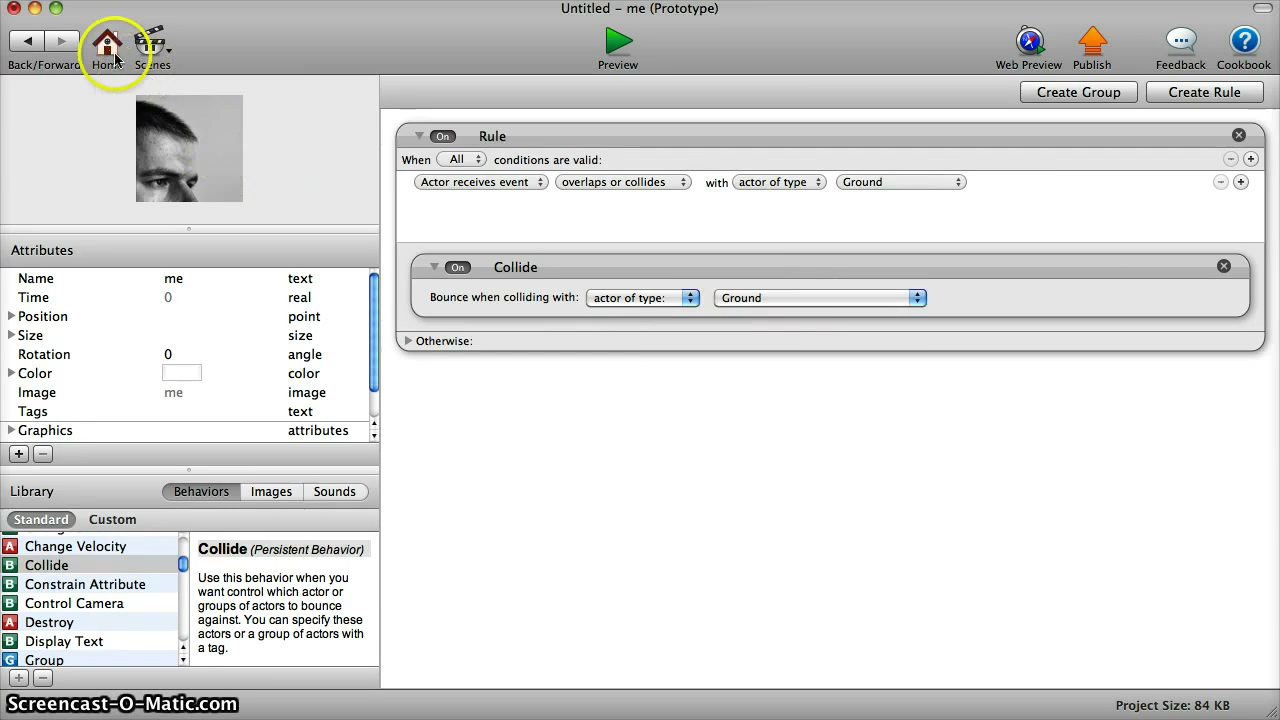 Untitled - me (Prototype)
Back/Forward Home Scenes Preview Web Preview Publish Feedback Cookbook
Create Group Create Rule
On Rule
When All conditions are valid:
Actor receives event overlaps or collides with actor of type Ground
On Collide
Bounce when colliding with: actor of type: Ground
Otherwise:
Attributes
Name me text
Time 0 real
Position point
Size size
Rotation 0 angle
Color color
Image me image
Tags text
Graphics attributes
Library Behaviors Images Sounds
Standard Custom
A Change Velocity
B Collide
B Constrain Attribute
B Control Camera
A Destroy
B Display Text
G Group
Collide (Persistent Behavior)
Use this behavior when you
want control which actor or
groups of actors to bounce
against. You can specify these
actors or a group of actors with
a tag.
Screencast-O-Matic.com
Project Size: 84 KB